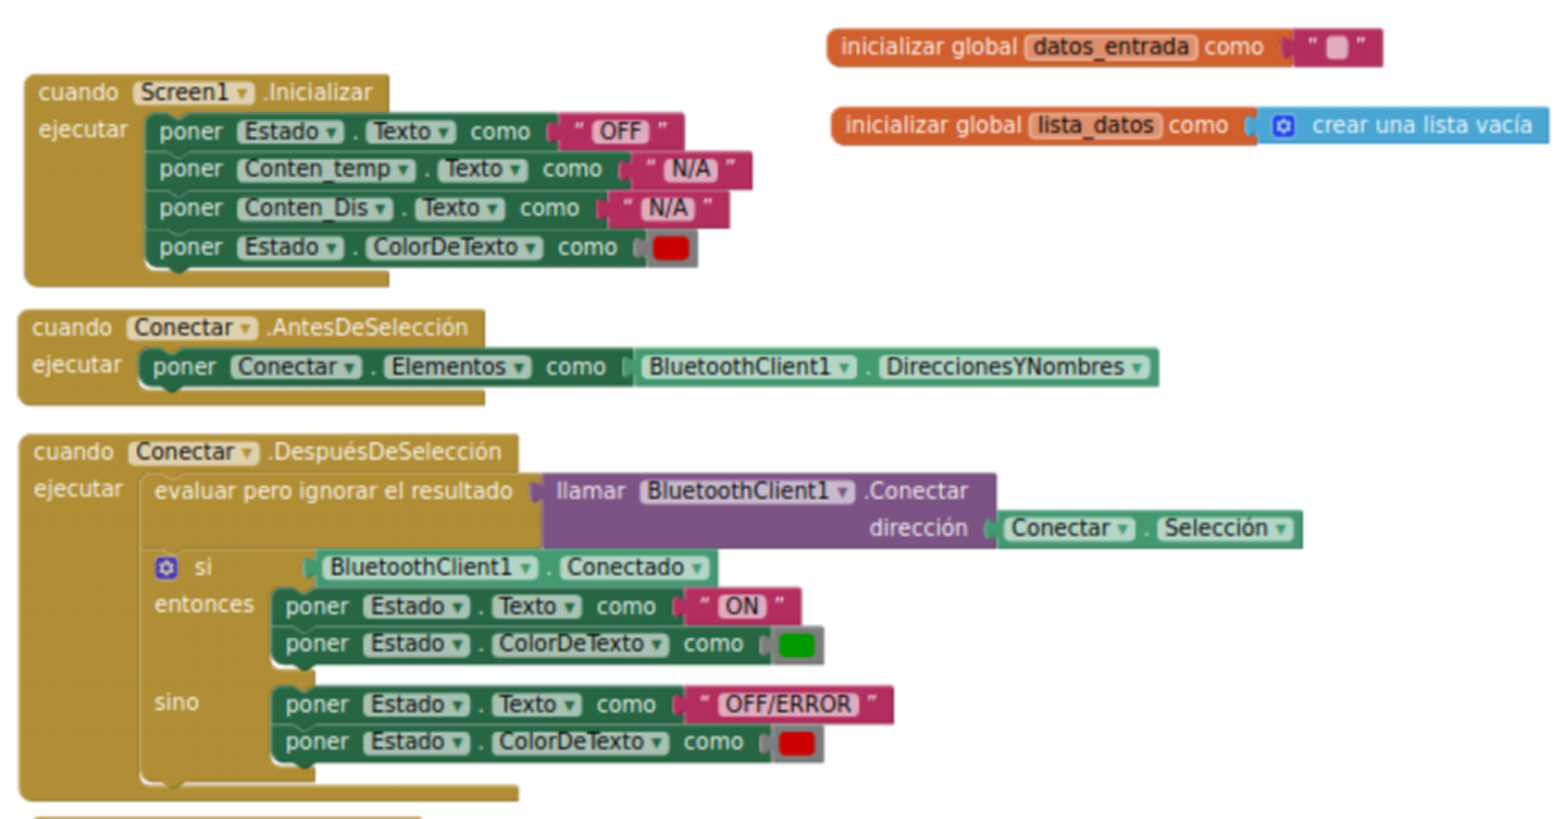 inicializar global datos_entrada como " "
inicializar global lista_datos como crear una lista vacía
cuando Screen1 .Inicializar
ejecutar poner Estado . Texto como " OFF "
poner Conten_temp . Texto como " N/A "
poner Conten_Dis . Texto como " N/A "
poner Estado . ColorDeTexto como
cuando Conectar .AntesDeSelección
ejecutar poner Conectar . Elementos como BluetoothClient1 . DireccionesYNombres
cuando Conectar .DespuésDeSelección
ejecutar evaluar pero ignorar el resultado llamar BluetoothClient1 .Conectar
dirección Conectar . Selección
si BluetoothClient1 . Conectado
entonces poner Estado . Texto como " ON "
poner Estado . ColorDeTexto como
sino poner Estado . Texto como " OFF/ERROR "
poner Estado . ColorDeTexto como